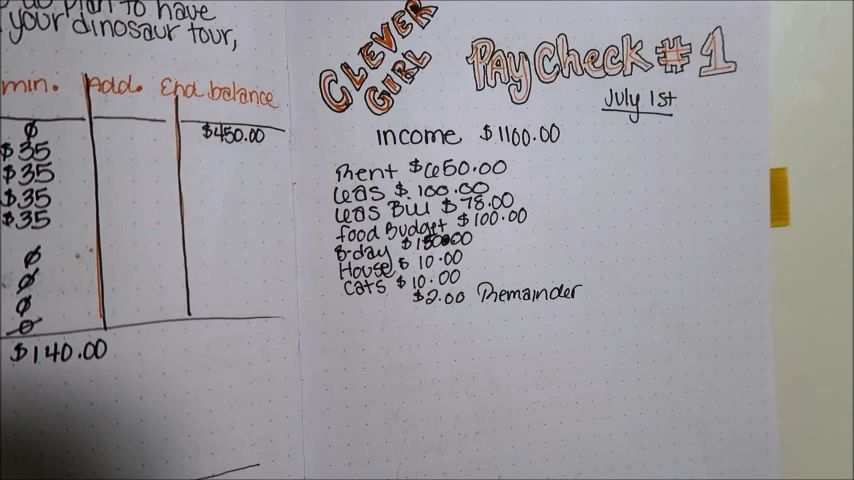 plan to have
your dinosaur tour,
min. Add. End balance
Ø $450.00
$35
$35
$35
$35
Ø
Ø
Ø
Ø
$140.00
CLEVER
GIRL
PAYCheck #1
July 1st
income $1100.00
Rent $650.00
Gas $100.00
Gas Bill $78.00
food Budget $100.00
B-day $150.00
House $10.00
Cats $10.00
$2.00 Remainder